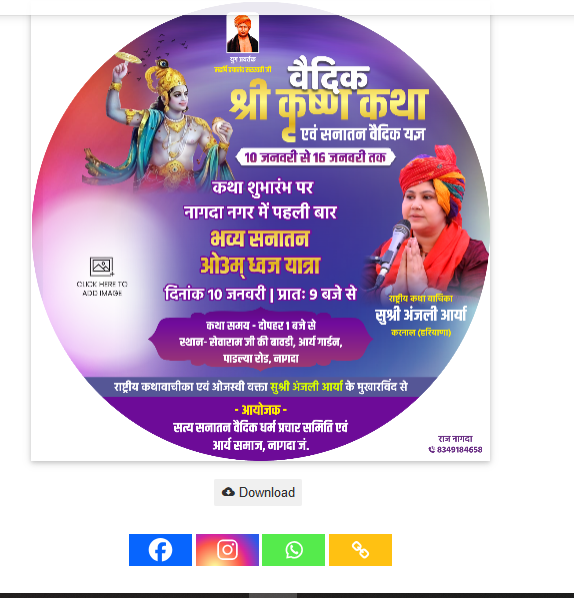 युग प्रवर्तक
महर्षि दयानंद सरस्वती जी
वैदिक
श्री कृष्ण कथा
एवं सनातन वैदिक यज्ञ
10 जनवरी से 16 जनवरी तक
कथा शुभारंभ पर
नागदा नगर में पहली बार
भव्य सनातन
ओ३म् ध्वज यात्रा
दिनांक 10 जनवरी | प्रातः 9 बजे से
CLICK HERE TO
ADD IMAGE
राष्ट्रीय कथा वाचिका
सुश्री अंजली आर्या
करनाल (हरियाणा)
कथा समय - दोपहर 1 बजे से
स्थान- सेवाराम जी की बावडी, आर्य गार्डन,
पाडल्या रोड, नागदा
राष्ट्रीय कथावाचीका एवं ओजस्वी वक्ता सुश्री अंजली आर्या के मुखारविंद से
- आयोजक -
सत्य सनातन वैदिक धर्म प्रचार समिति एवं
आर्य समाज, नागदा जं.
राज नागदा
8349184658
Download